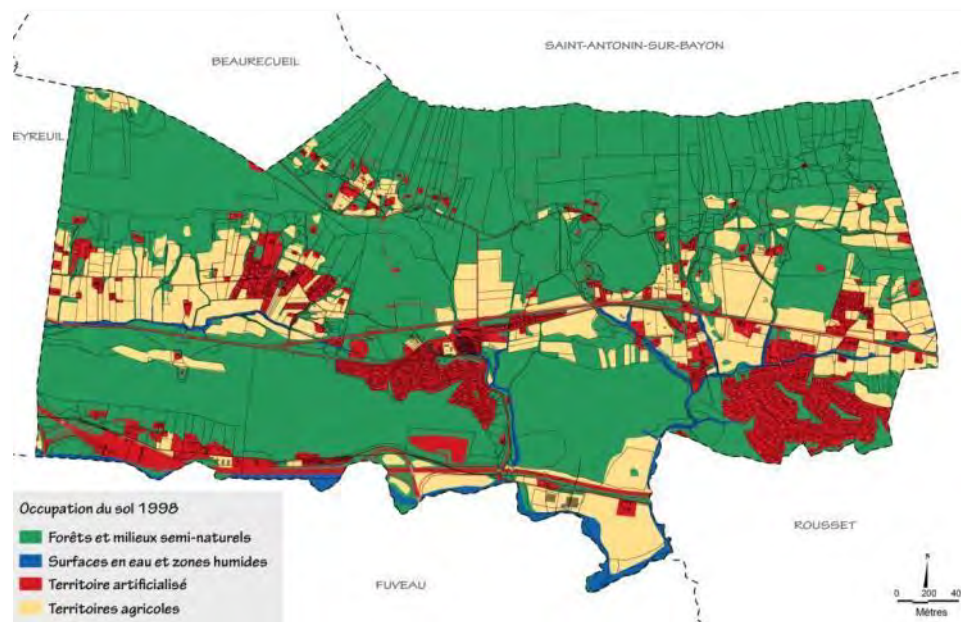 SAINT-ANTONIN-SUR-BAYON
BEAURECUEIL
EYREUIL
ROUSSET
FUVEAU
Occupation du sol 1998
Forêts et milieux semi-naturels
Surfaces en eau et zones humides
Territoire artificialisé
Territoires agricoles
N
0 200 40
Mètres